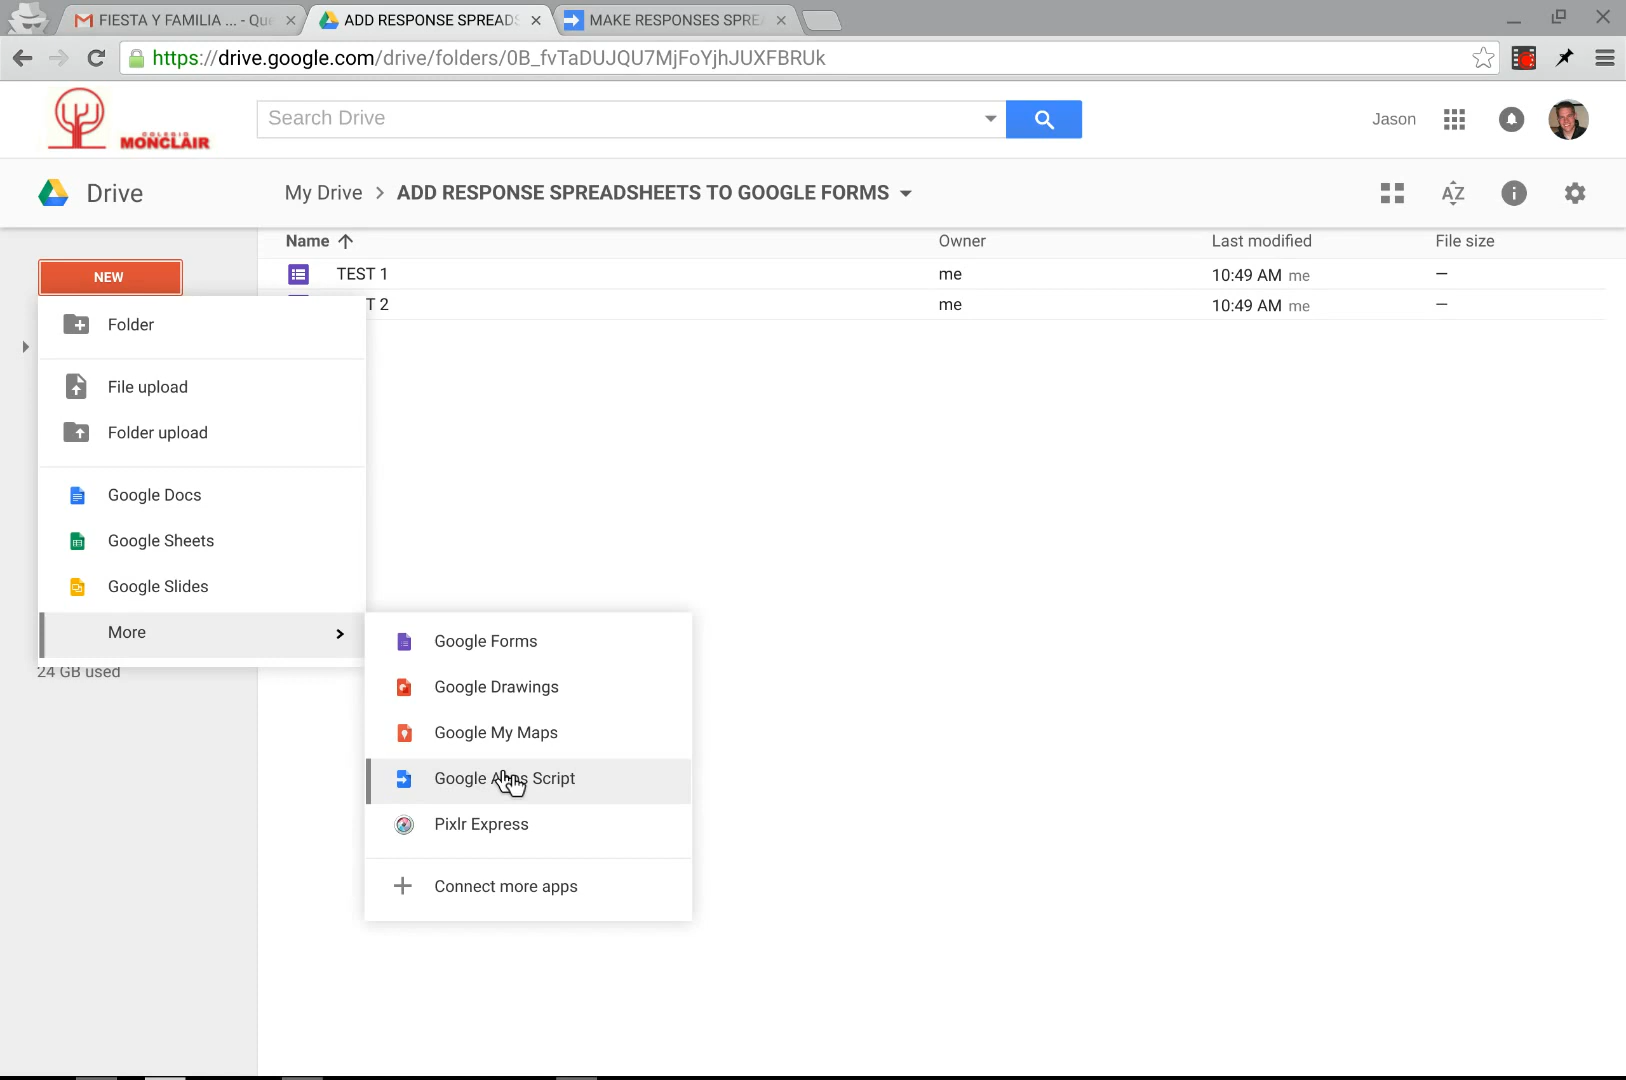 FIESTA Y FAMILIA ... - Que
ADD RESPONSE SPREADS
MAKE RESPONSES SPREA
https://drive.google.com/drive/folders/0B_fvTaDUJQU7MjFoYjhJUXFBRUk
COLEGIO
MONCLAIR
Search Drive
Jason
Drive
My Drive > ADD RESPONSE SPREADSHEETS TO GOOGLE FORMS
Name Owner Last modified File size
TEST 1 me 10:49 AM me –
T 2 me 10:49 AM me –
NEW
Folder
File upload
Folder upload
Google Docs
Google Sheets
Google Slides
More
24 GB used
Google Forms
Google Drawings
Google My Maps
Google Apps Script
Pixlr Express
Connect more apps